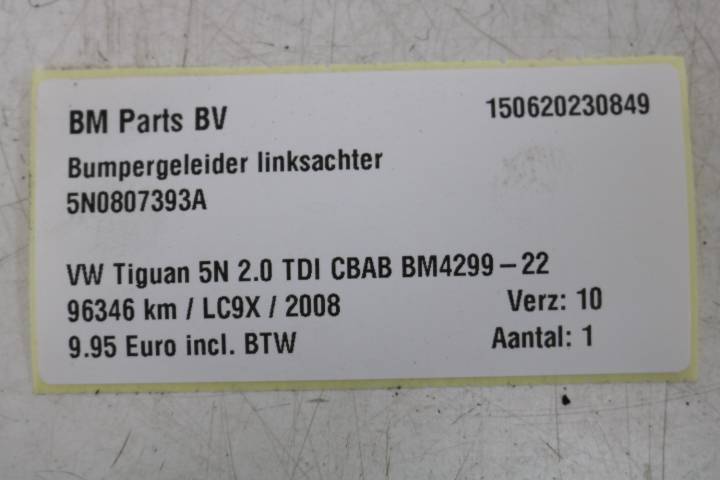 BM Parts BV 150620230849
Bumpergeleider linksachter
5N0807393A
VW Tiguan 5N 2.0 TDI CBAB BM4299-22
96346 km / LC9X / 2008 Verz: 10
9.95 Euro incl. BTW Aantal: 1